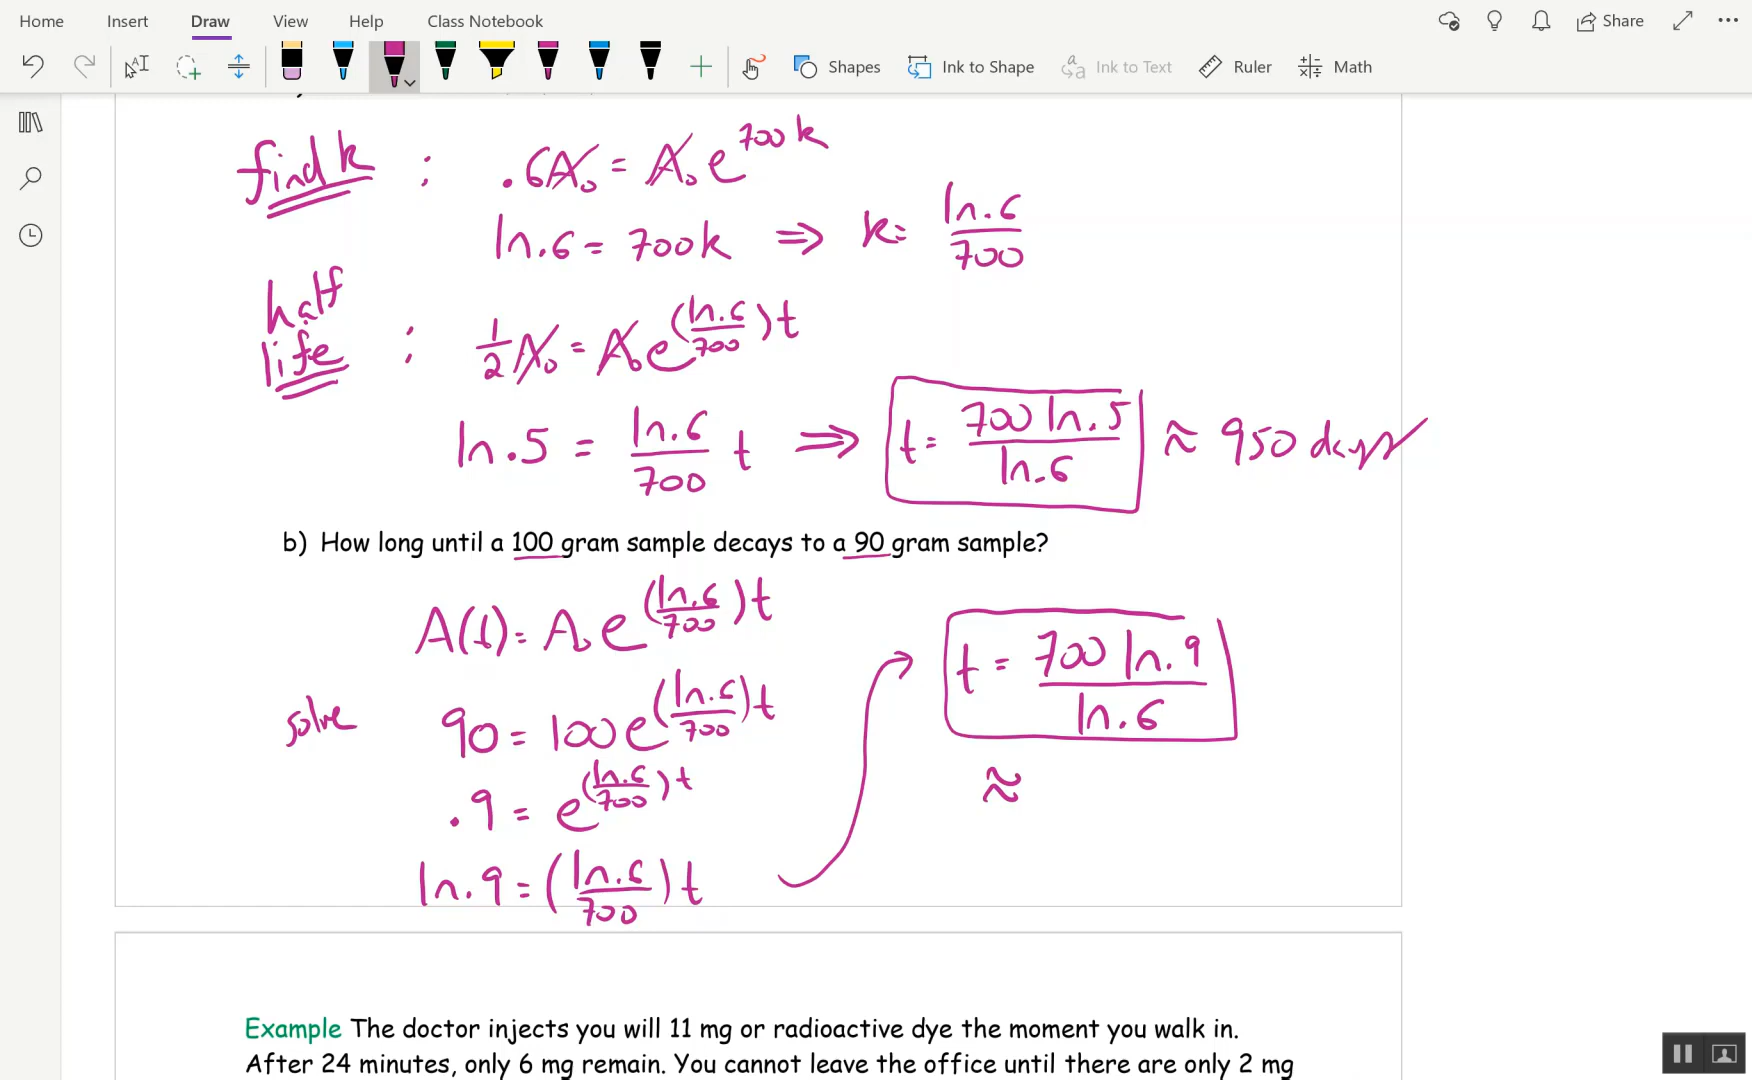 Home Insert Draw View Help Class Notebook Share
Shapes Ink to Shape Ink to Text Ruler Math
find k : .6A₀ = A₀e^{700k}
ln.6 = 700k ⇒ k = ln.6/700
half life : 1/2 A₀ = A₀e^{(ln.6/700)t}
ln.5 = ln.6/700 t ⇒ t = 700 ln.5/ln.6 ≈ 950 days
b) How long until a 100 gram sample decays to a 90 gram sample?
A(t) = A₀e^{(ln.6/700)t}
solve 90 = 100e^{(ln.6/700)t}
.9 = e^{(ln.6/700)t}
ln.9 = (ln.6/700)t
t = 700 ln.9/ln.6
≈
Example The doctor injects you will 11 mg or radioactive dye the moment you walk in.
After 24 minutes, only 6 mg remain. You cannot leave the office until there are only 2 mg